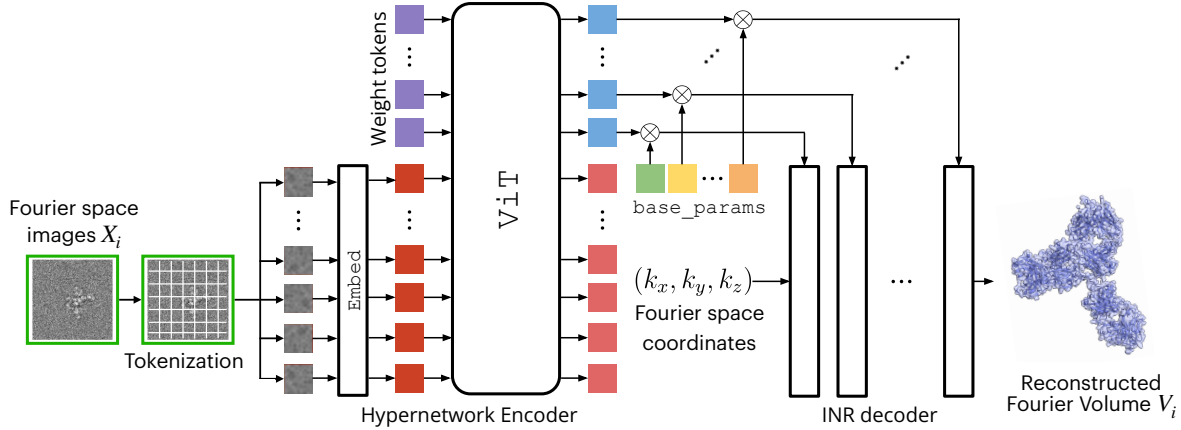 Weight tokens
ViT
base_params
Fourier space
images X_i
Embed
(k_x, k_y, k_z)
Fourier space
coordinates
Tokenization
Hypernetwork Encoder
INR decoder
Reconstructed
Fourier Volume V_i